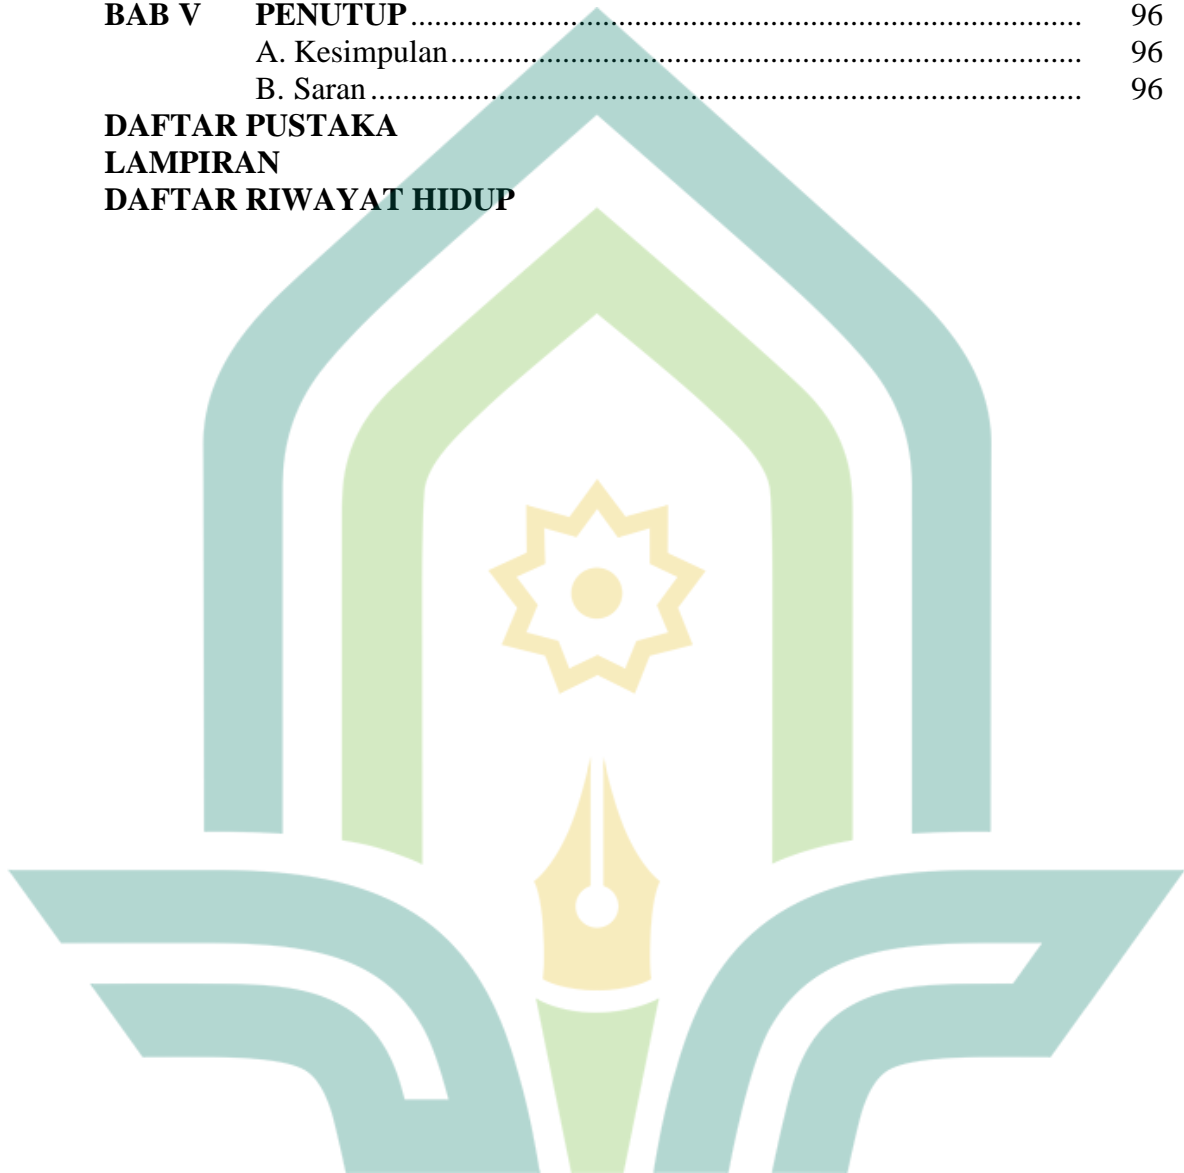 BAB V PENUTUP.................................................................................... 96
A. Kesimpulan............................................................................... 96
B. Saran......................................................................................... 96
DAFTAR PUSTAKA
LAMPIRAN
DAFTAR RIWAYAT HIDUP